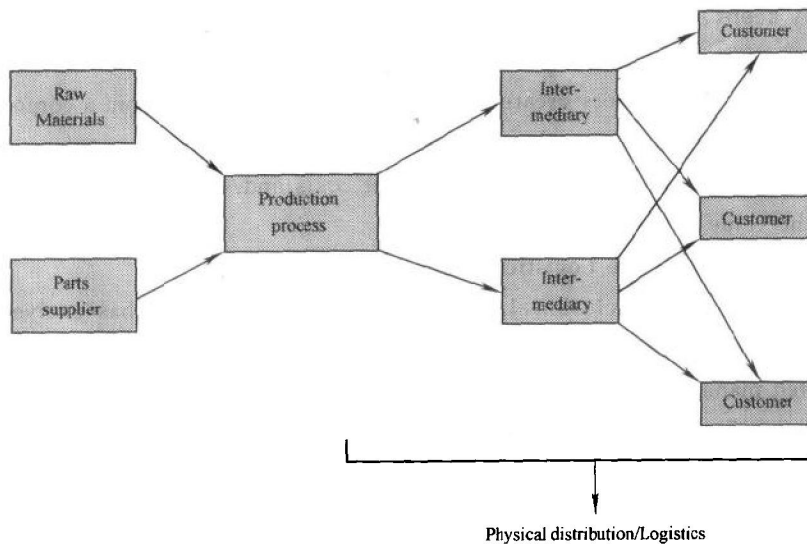 Customer
Raw
Materials
Inter-
mediary
Production
process
Customer
Parts
supplier
Inter-
mediary
Customer
Physical distribution/Logistics